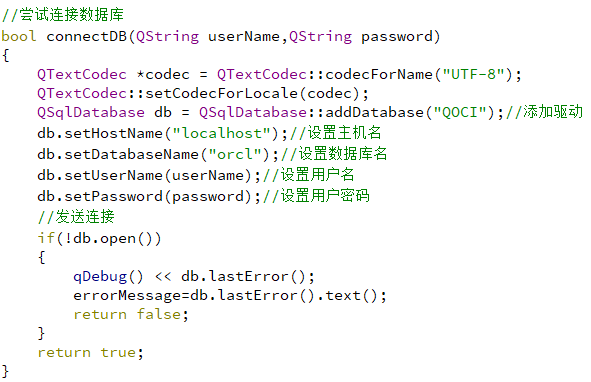 //尝试连接数据库
bool connectDB(QString userName,QString password)
{
    QTextCodec *codec = QTextCodec::codecForName("UTF-8");
    QTextCodec::setCodecForLocale(codec);
    QSqlDatabase db = QSqlDatabase::addDatabase("QOCI");//添加驱动
    db.setHostName("localhost");//设置主机名
    db.setDatabaseName("orcl");//设置数据库名
    db.setUserName(userName);//设置用户名
    db.setPassword(password);//设置用户密码
    //发送连接
    if(!db.open())
    {
        qDebug() << db.lastError();
        errorMessage=db.lastError().text();
        return false;
    }
    return true;
}